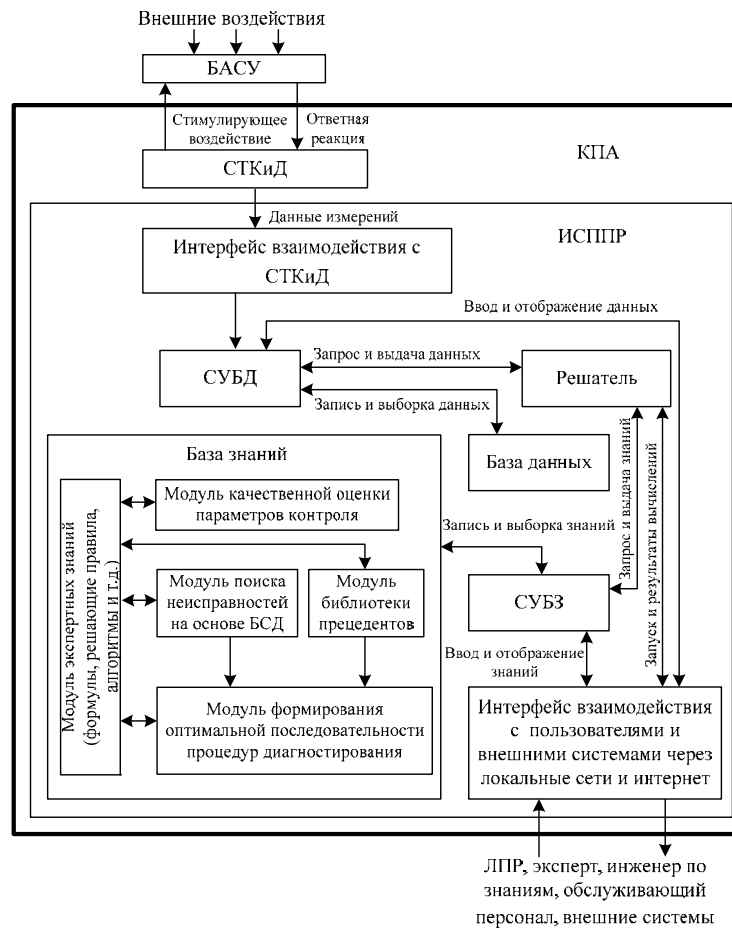 Внешние воздействия
БАСУ
Стимулирующее
воздействие
Ответная
реакция
КПА
СТКиД
Данные измерений
ИСППР
Интерфейс взаимодействия с
СТКиД
Ввод и отображение данных
СУБД
Запрос и выдача данных
Решатель
Запись и выборка данных
База данных
База знаний
Модуль экспертных знаний
(формулы, решающие правила,
алгоритмы и т.д.)
Модуль качественной оценки
параметров контроля
Модуль поиска
неисправностей
на основе БСД
Модуль
библиотеки
прецедентов
Модуль формирования
оптимальной последовательности
процедур диагностирования
Запись и выборка знаний
СУБЗ
Запрос и выдача знаний
Запуск и результаты вычислений
Ввод и отображение
знаний
Интерфейс взаимодействия
с пользователями и
внешними системами через
локальные сети и интернет
ЛПР, эксперт, инженер по
знаниям, обслуживающий
персонал, внешние системы